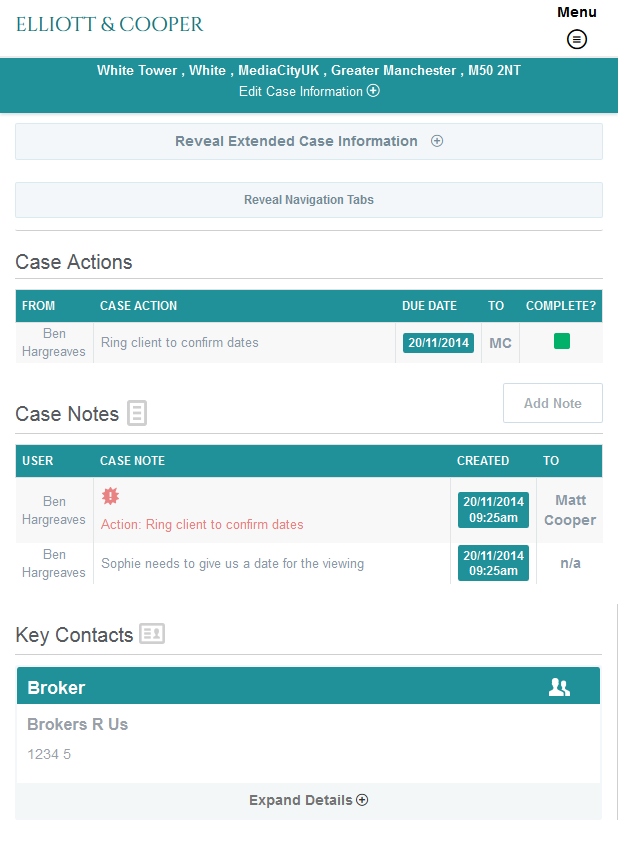 ELLIOTT & COOPER
Menu
White Tower , White , MediaCityUK , Greater Manchester , M50 2NT
Edit Case Information
Reveal Extended Case Information
Reveal Navigation Tabs
Case Actions
FROM CASE ACTION DUE DATE TO COMPLETE?
Ben
Hargreaves
Ring client to confirm dates 20/11/2014 MC
Case Notes
Add Note
USER CASE NOTE CREATED TO
Ben
Hargreaves
Action: Ring client to confirm dates
20/11/2014
09:25am
Matt
Cooper
Ben
Hargreaves
Sophie needs to give us a date for the viewing
20/11/2014
09:25am
n/a
Key Contacts
Broker
Brokers R Us
1234 5
Expand Details